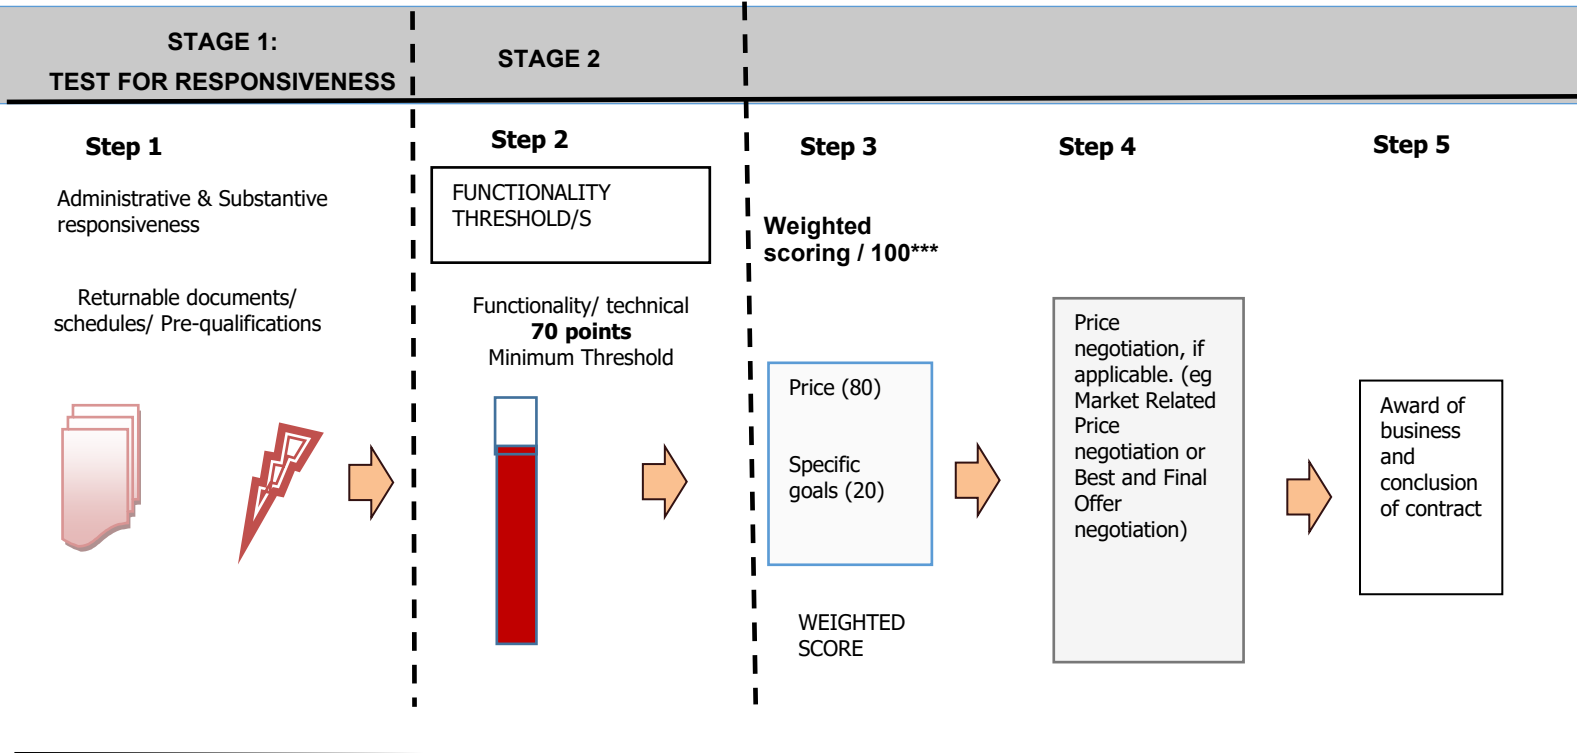 STAGE 1:
TEST FOR RESPONSIVENESS
STAGE 2
Step 1
Administrative & Substantive
responsiveness
Returnable documents/
schedules/ Pre-qualifications
Step 2
FUNCTIONALITY
THRESHOLD/S
Functionality/ technical
70 points
Minimum Threshold
Step 3
Weighted
scoring / 100***
Price (80)
Specific
goals (20)
WEIGHTED
SCORE
Step 4
Price
negotiation, if
applicable. (eg
Market Related
Price
negotiation or
Best and Final
Offer
negotiation)
Step 5
Award of
business
and
conclusion
of contract